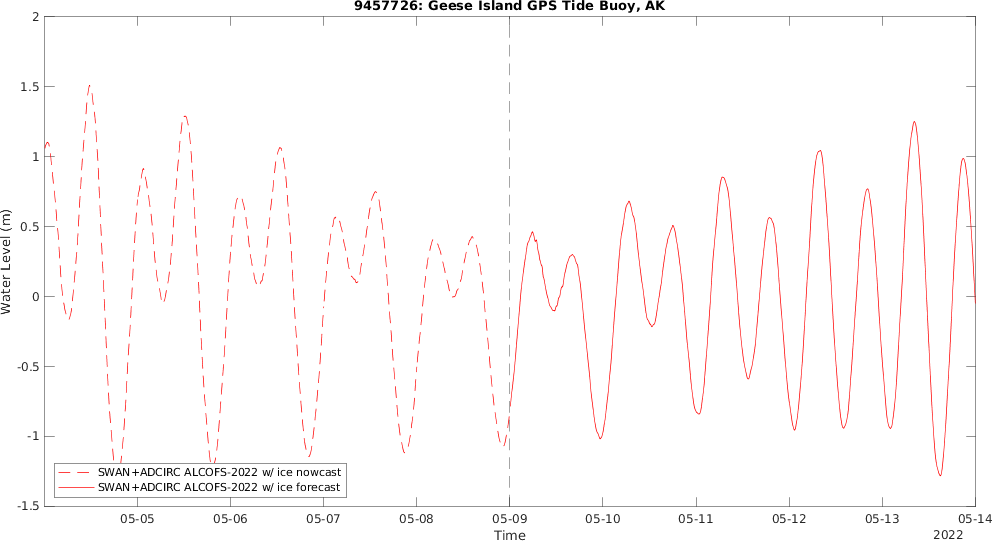 9457726: Geese Island GPS Tide Buoy, AK
2
1.5
1
0.5
0
-0.5
-1
-1.5
Water Level (m)
SWAN+ADCIRC ALCOFS-2022 w/ ice nowcast
SWAN+ADCIRC ALCOFS-2022 w/ ice forecast
05-05 05-06 05-07 05-08 05-09 05-10 05-11 05-12 05-13 05-14
Time
2022